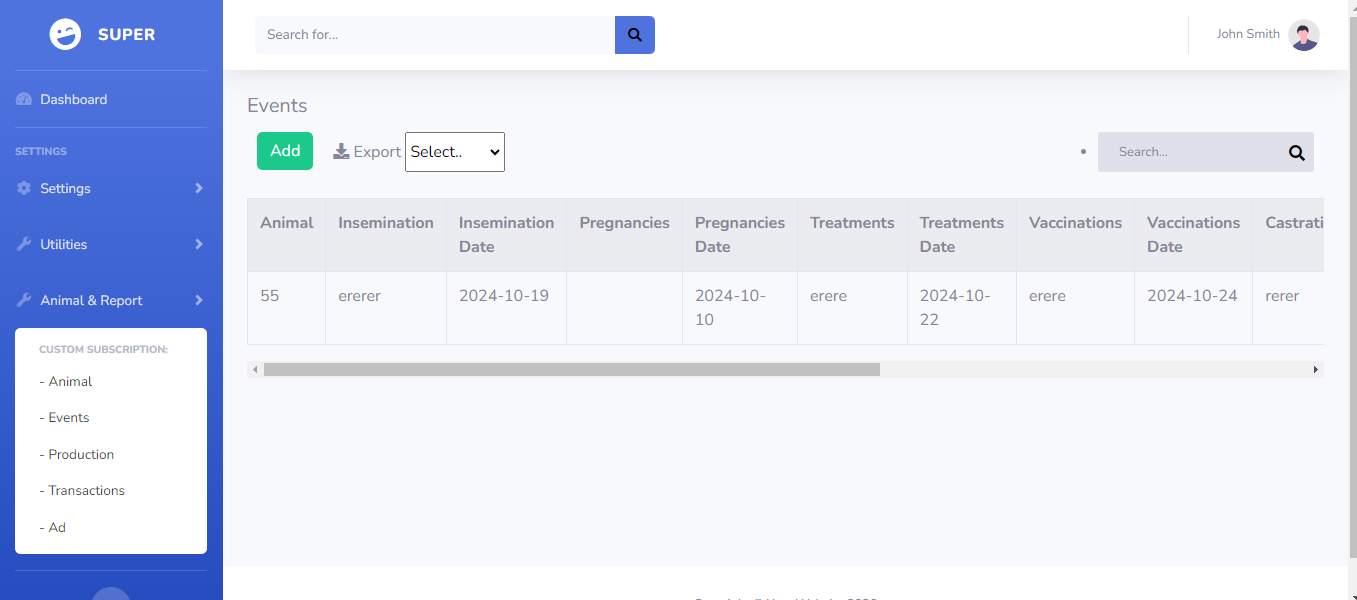 SUPER
Search for...
John Smith
Dashboard
SETTINGS
Settings
Utilities
Animal & Report
CUSTOM SUBSCRIPTION:
- Animal
- Events
- Production
- Transactions
- Ad
Events
Add
Export
Select..
Search...
Animal Insemination Insemination Pregnancies Pregnancies Treatments Treatments Vaccinations Vaccinations Castrati
Date Date Date Date
55 ererer 2024-10-19 2024-10- erere 2024-10- erere 2024-10-24 rerer
10 22